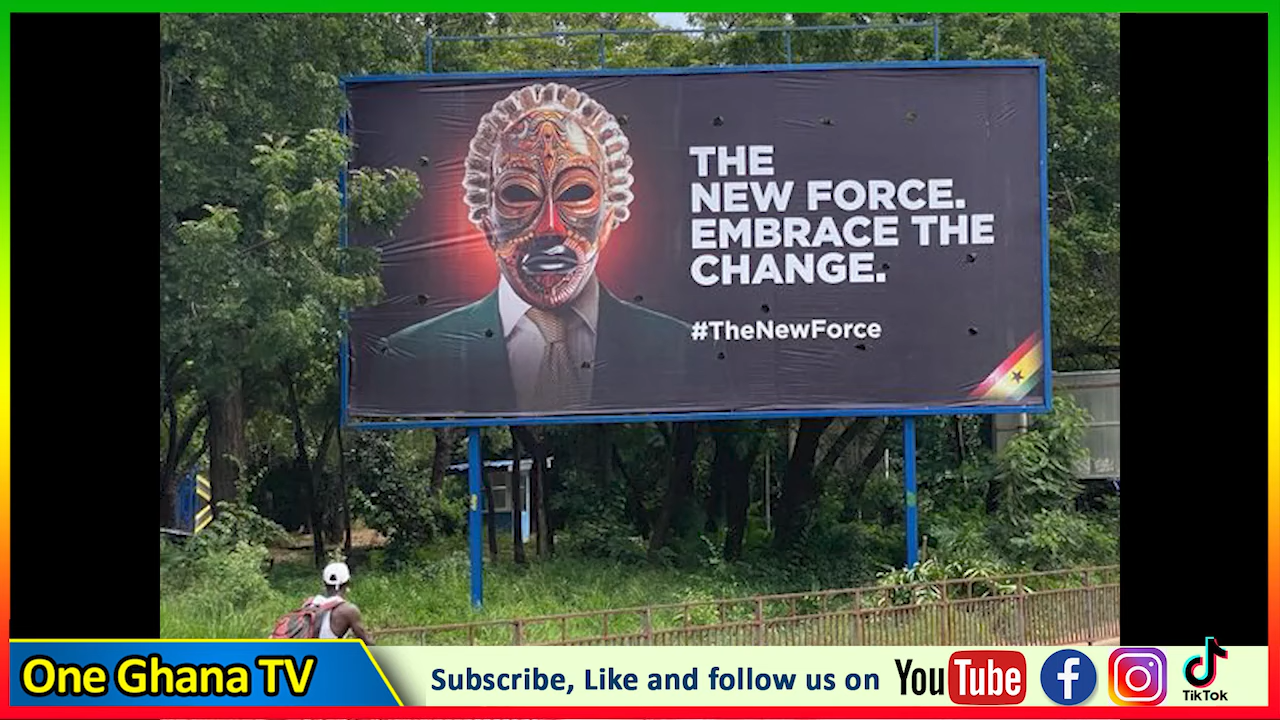 THE
NEW FORCE.
EMBRACE THE
CHANGE.
#TheNewForce
One Ghana TV
Subscribe, Like and follow us on YouTube
TikTok